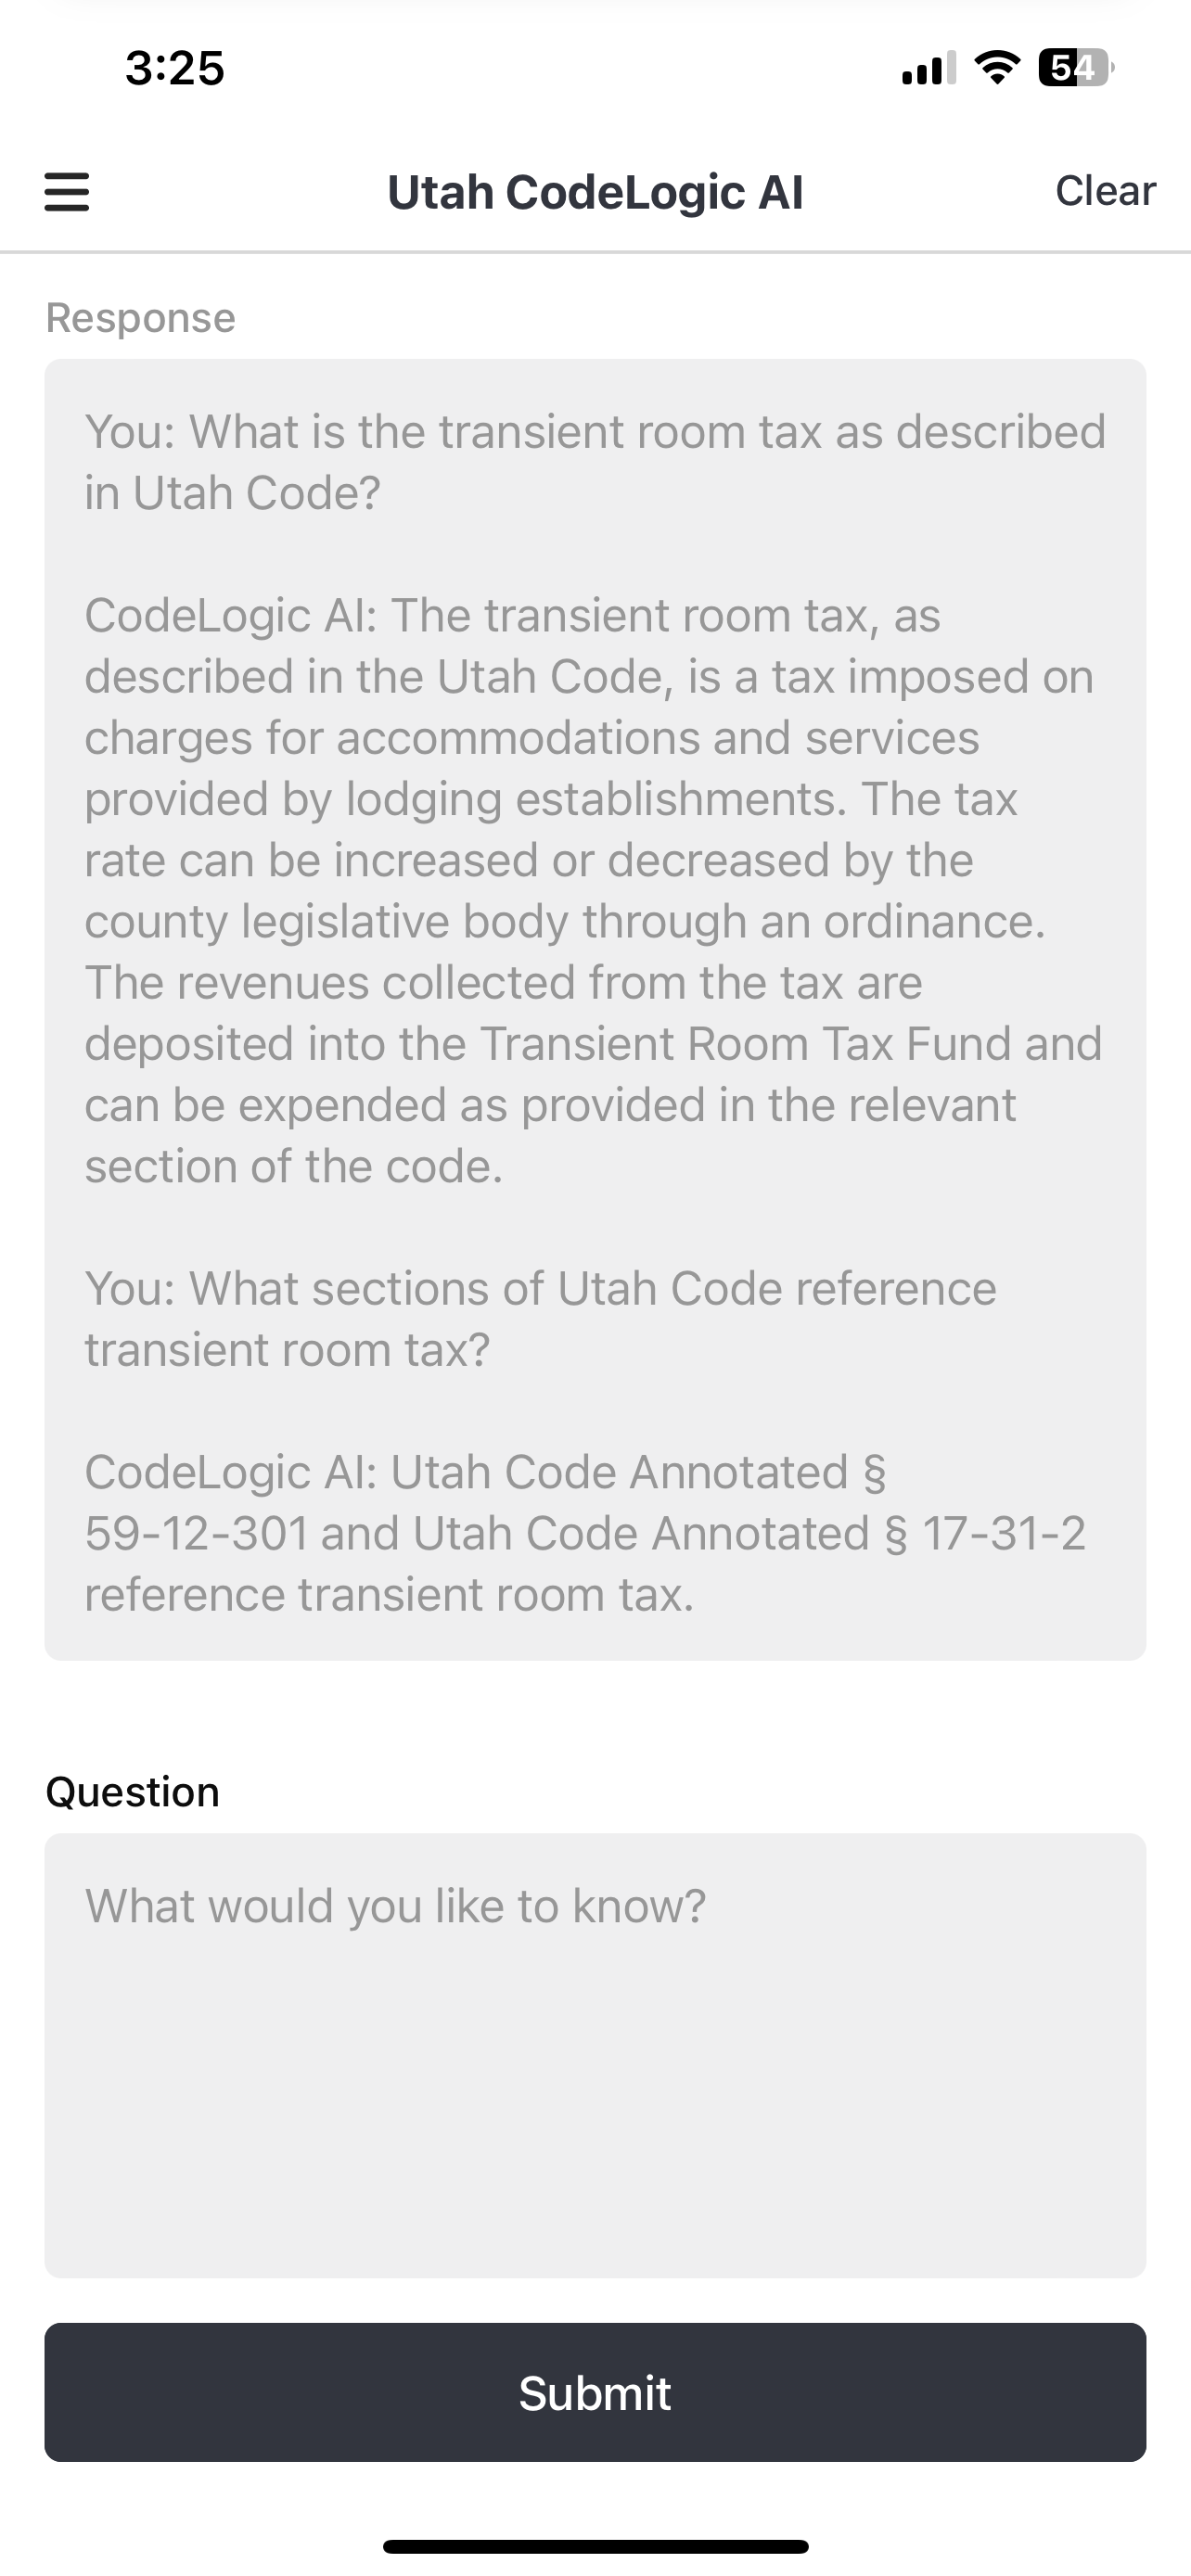 3:25
54
Utah CodeLogic AI
Clear
Response
You: What is the transient room tax as described
in Utah Code?
CodeLogic AI: The transient room tax, as
described in the Utah Code, is a tax imposed on
charges for accommodations and services
provided by lodging establishments. The tax
rate can be increased or decreased by the
county legislative body through an ordinance.
The revenues collected from the tax are
deposited into the Transient Room Tax Fund and
can be expended as provided in the relevant
section of the code.
You: What sections of Utah Code reference
transient room tax?
CodeLogic AI: Utah Code Annotated §
59-12-301 and Utah Code Annotated § 17-31-2
reference transient room tax.
Question
What would you like to know?
Submit